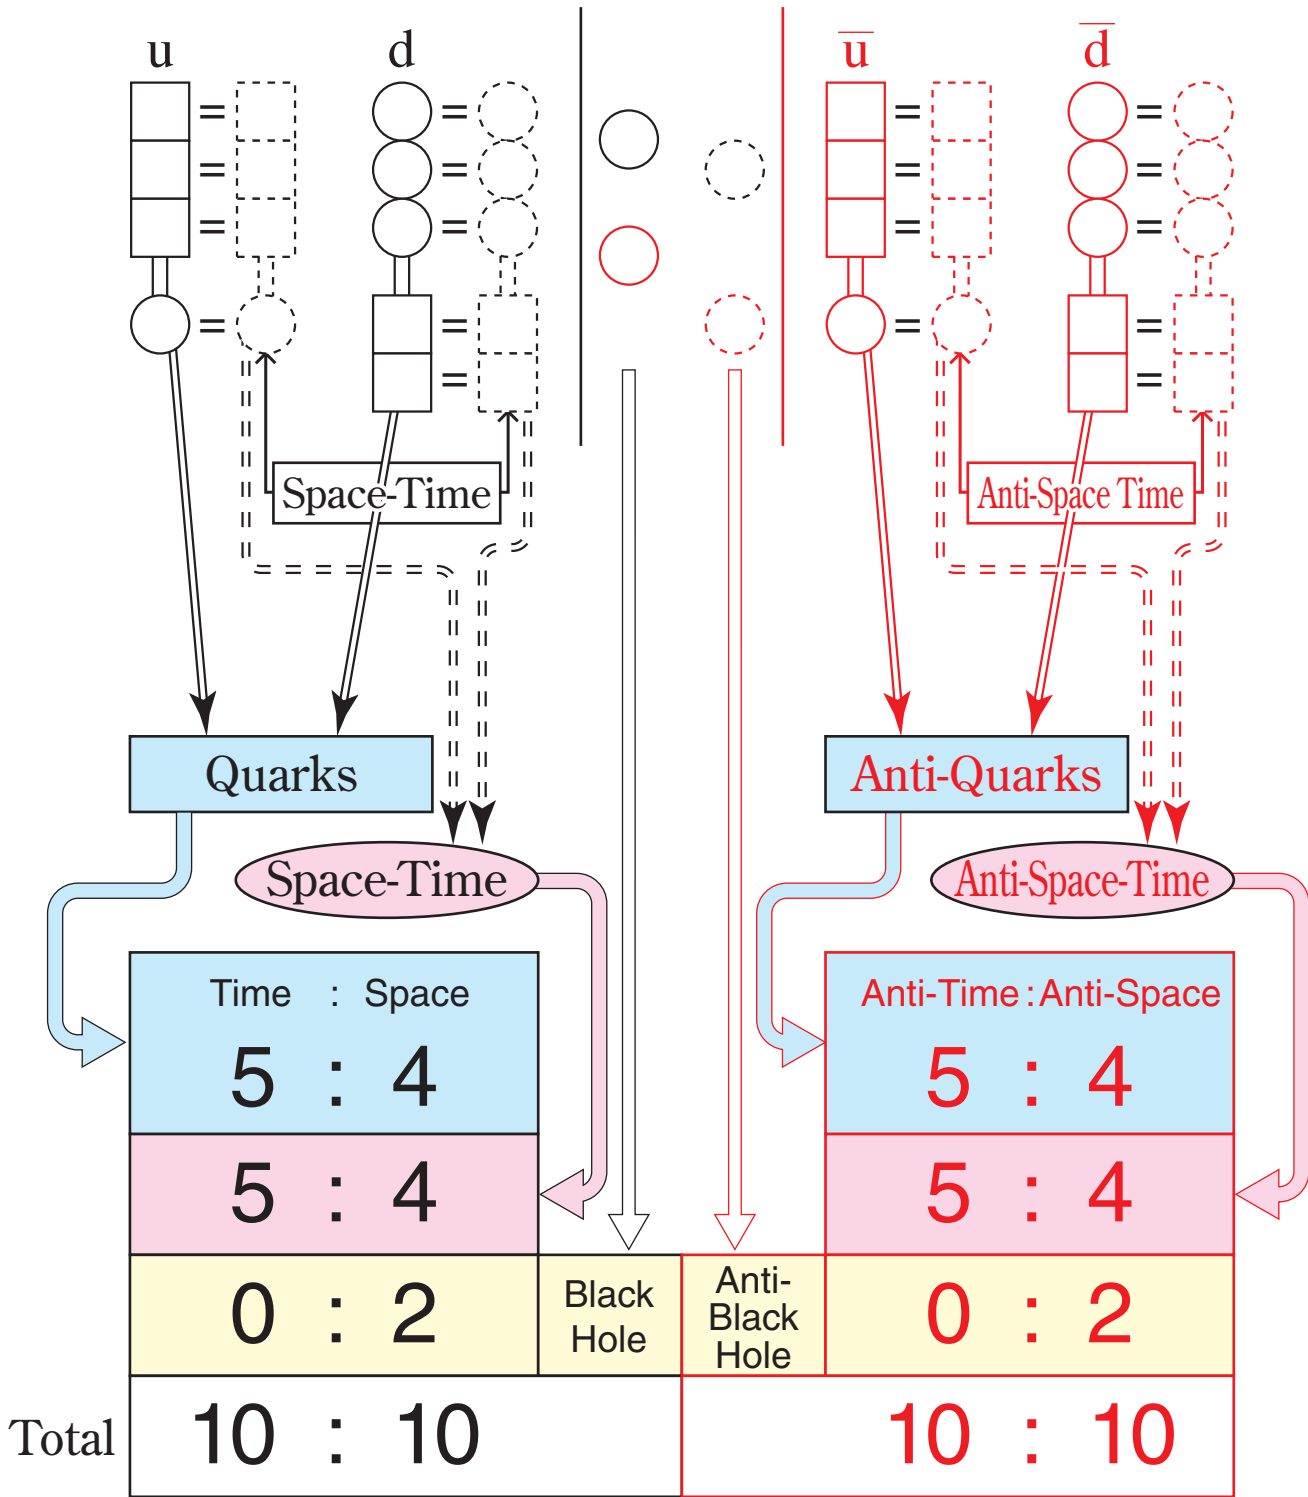 u d u̅ d̅
= = = =
= = = =
= = = =
= = = =
= =
Space-Time Anti-Space Time
Quarks Anti-Quarks
Space-Time Anti-Space-Time
Time : Space Anti-Time : Anti-Space
5 : 4 5 : 4
5 : 4 5 : 4
0 : 2 Black Hole Anti-Black Hole 0 : 2
Total 10 : 10 10 : 10